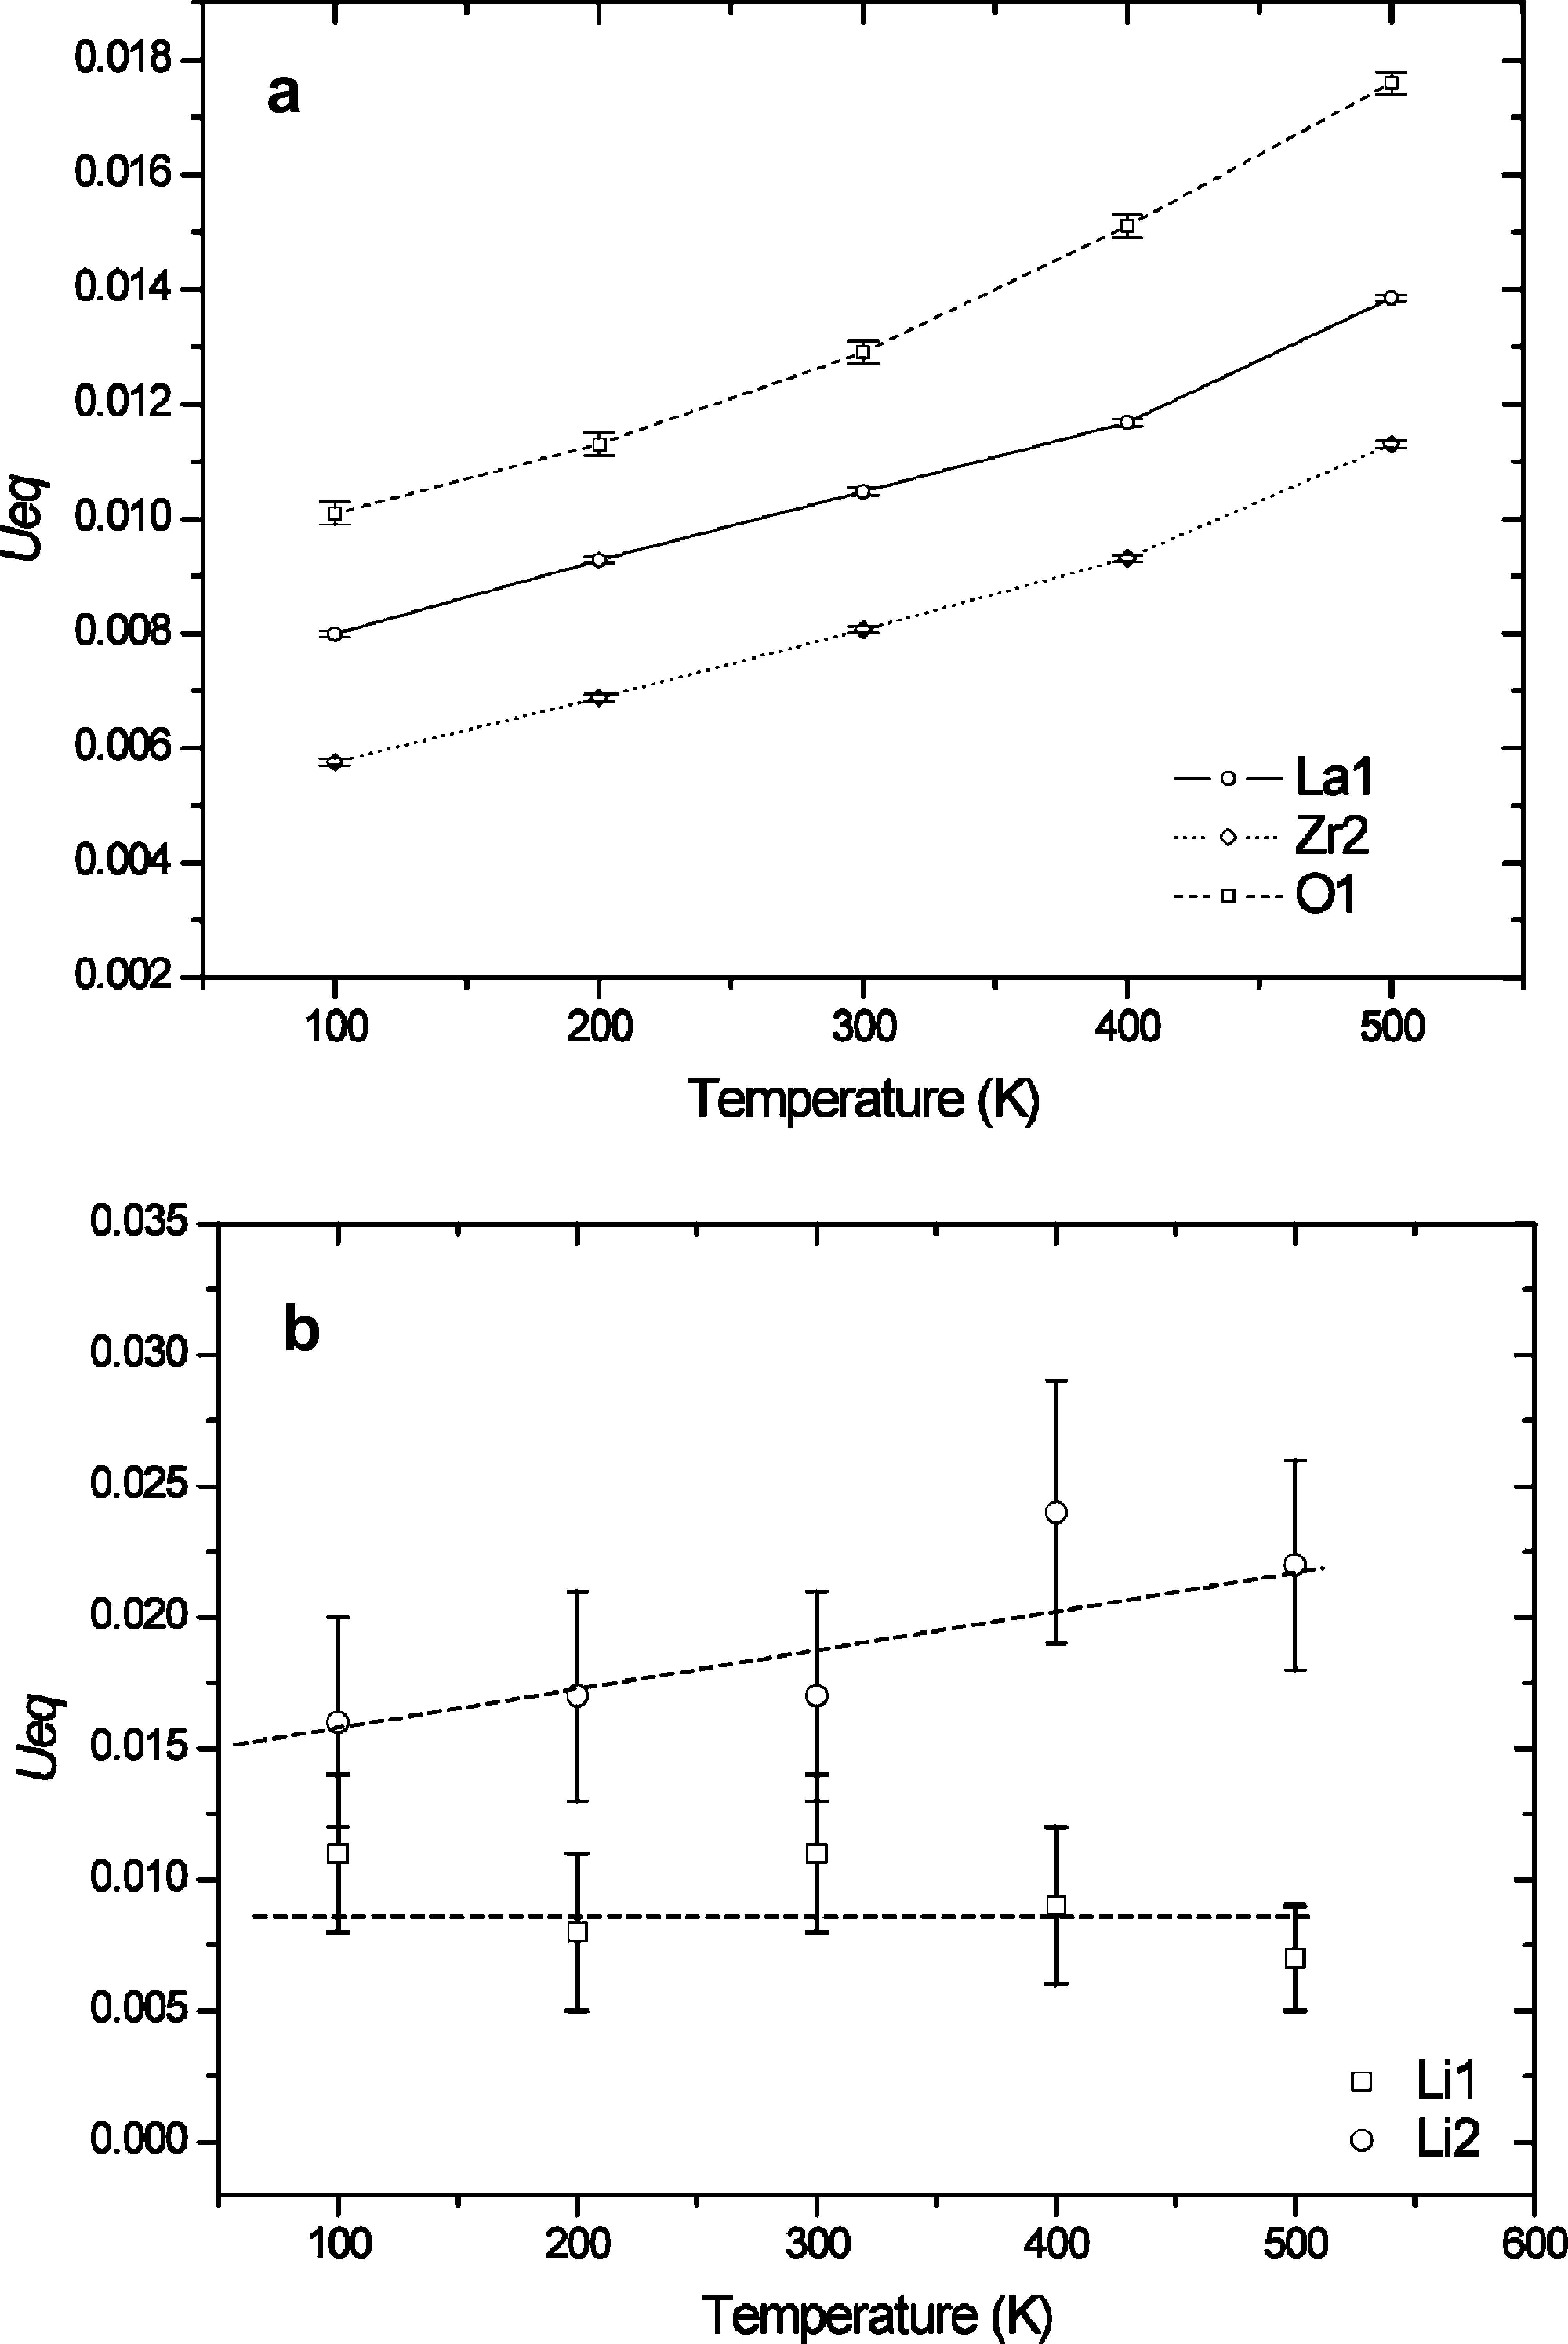 a
0.018
0.016
0.014
0.012
0.010
0.008
0.006
0.004
0.002
Ueq
La1
Zr2
O1
100 200 300 400 500
Temperature (K)
b
0.035
0.030
0.025
0.020
0.015
0.010
0.005
0.000
Ueq
Li1
Li2
100 200 300 400 500 600
Temperature (K)